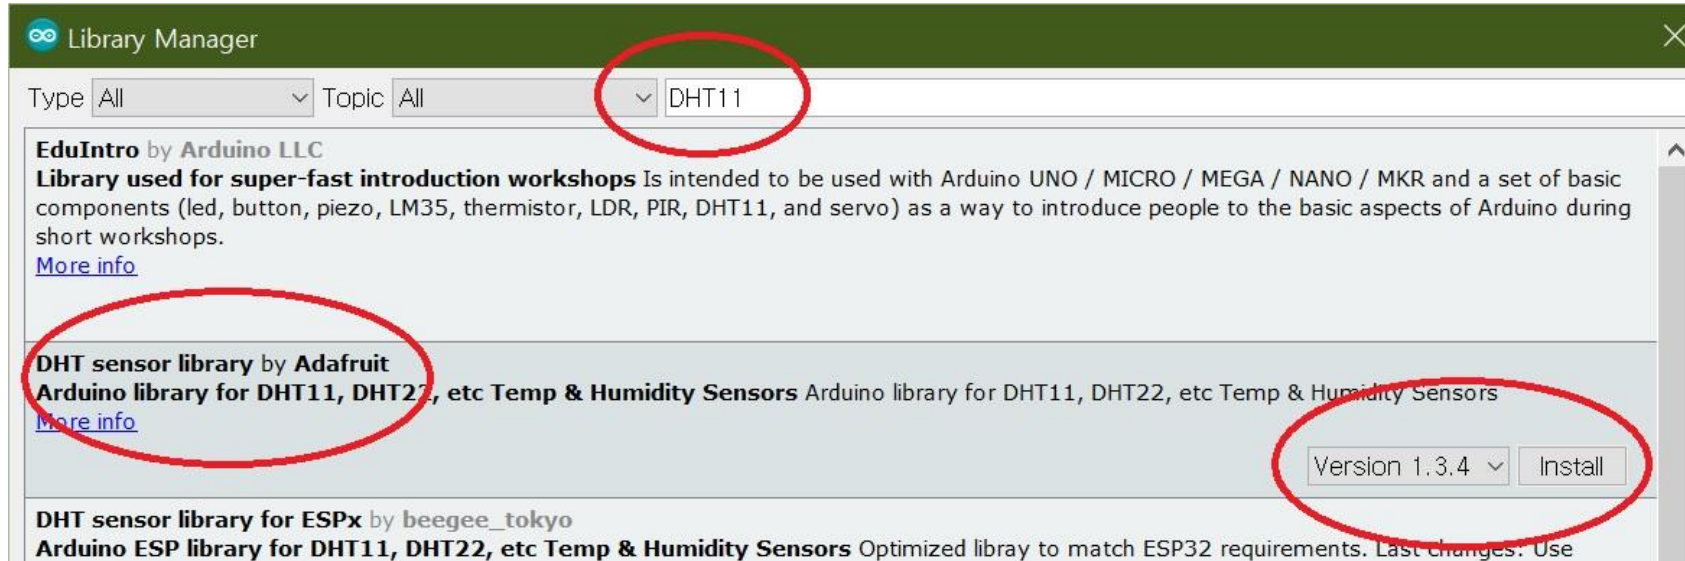 Library Manager
Type All Topic All DHT11
EduIntro by Arduino LLC
Library used for super-fast introduction workshops Is intended to be used with Arduino UNO / MICRO / MEGA / NANO / MKR and a set of basic
components (led, button, piezo, LM35, thermistor, LDR, PIR, DHT11, and servo) as a way to introduce people to the basic aspects of Arduino during
short workshops.
More info
DHT sensor library by Adafruit
Arduino library for DHT11, DHT22, etc Temp & Humidity Sensors Arduino library for DHT11, DHT22, etc Temp & Humidity Sensors
More info
Version 1.3.4 Install
DHT sensor library for ESPx by beegee_tokyo
Arduino ESP library for DHT11, DHT22, etc Temp & Humidity Sensors Optimized libray to match ESP32 requirements. Last changes: Use